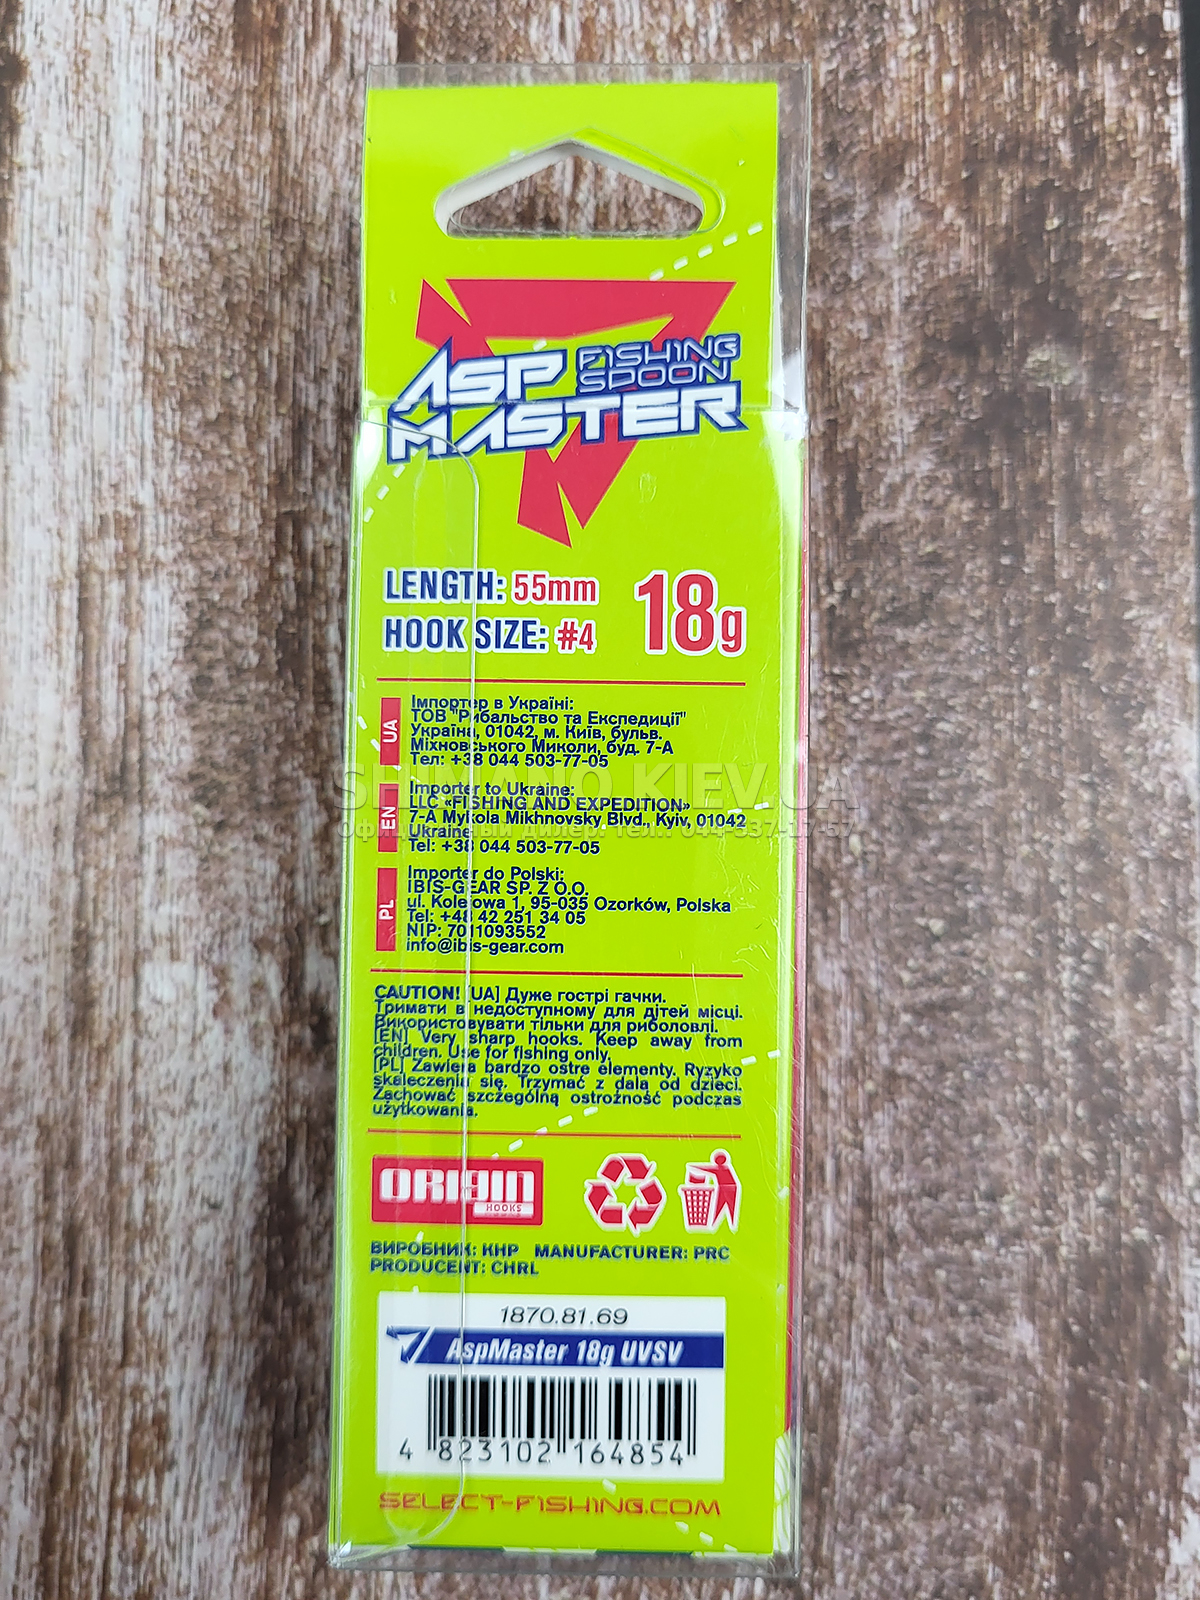 ASP FISHING
SPOON
MASTER
LENGTH: 55mm 18g
HOOK SIZE: #4
UA
Імпортер в Україні:
ТОВ "Рибальство та Експедиції"
Україна, 01042, м. Київ, бульв.
Міхновського Миколи, буд. 7-А
Тел: +38 044 503-77-05
SHIMANO.KIEV.UA
EN
Importer to Ukraine:
LLC «FISHING AND EXPEDITION»
7-A Mykola Mikhnovsky Blvd., Kyiv, 01042
Ukraine
Tel: +38 044 503-77-05
официальный дилер. тел.: 044-537-17-57
PL
Importer do Polski:
IBIS-GEAR SP. Z O.O.
ul. Kolejowa 1, 95-035 Ozorków, Polska
Tel: +48 42 251 34 05
NIP: 7011093552
info@ibis-gear.com
CAUTION! [UA] Дуже гострі гачки.
Тримати в недоступному для дітей місці.
Використовувати тільки для риболовлі.
[EN] Very sharp hooks. Keep away from
children. Use for fishing only.
[PL] Zawiera bardzo ostre elementy. Ryzyko
skaleczenia się. Trzymać z dala od dzieci.
Zachować szczególną ostrożność podczas
użytkowania.
ORIGIN
HOOKS
ВИРОБНИК: КНР MANUFACTURER: PRC
PRODUCENT: CHRL
1870.81.69
AspMaster 18g UVSV
4 823102 164854
SELECT-FISHING.COM